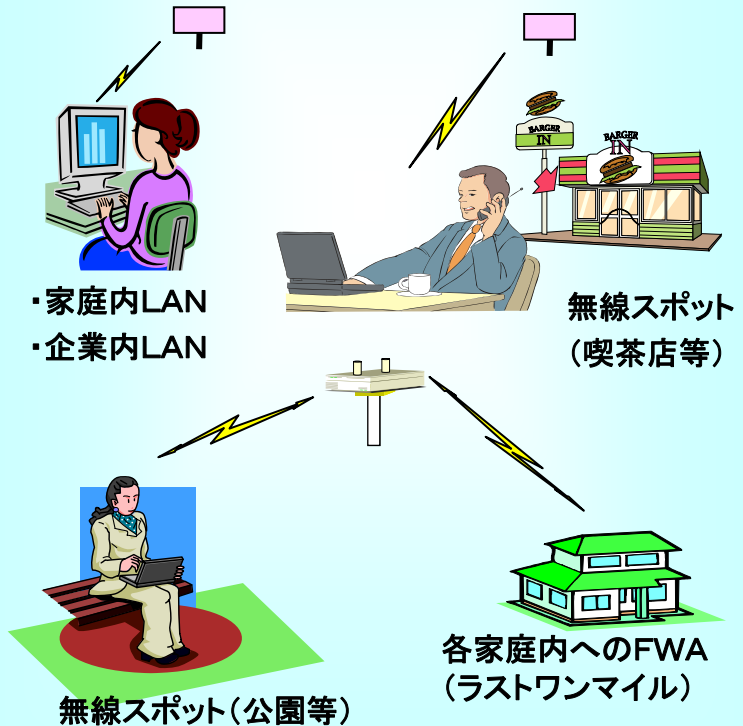 BARGER
IN
BARGER
IN
・家庭内LAN
・企業内LAN
無線スポット
(喫茶店等)
無線スポット(公園等)
各家庭内へのFWA
(ラストワンマイル)